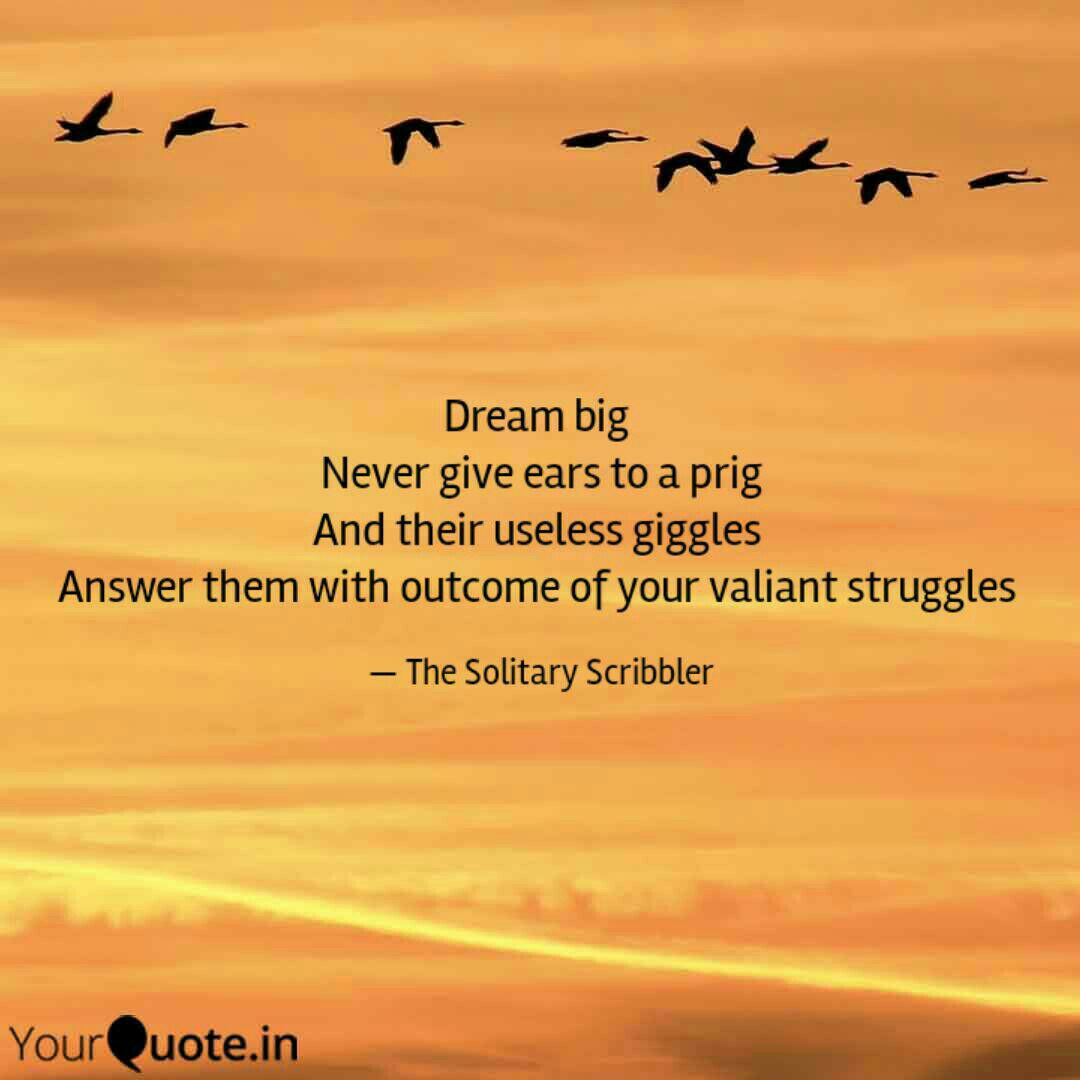 Dream big
Never give ears to a prig
And their useless giggles
Answer them with outcome of your valiant struggles
— The Solitary Scribbler
YourQuote.in